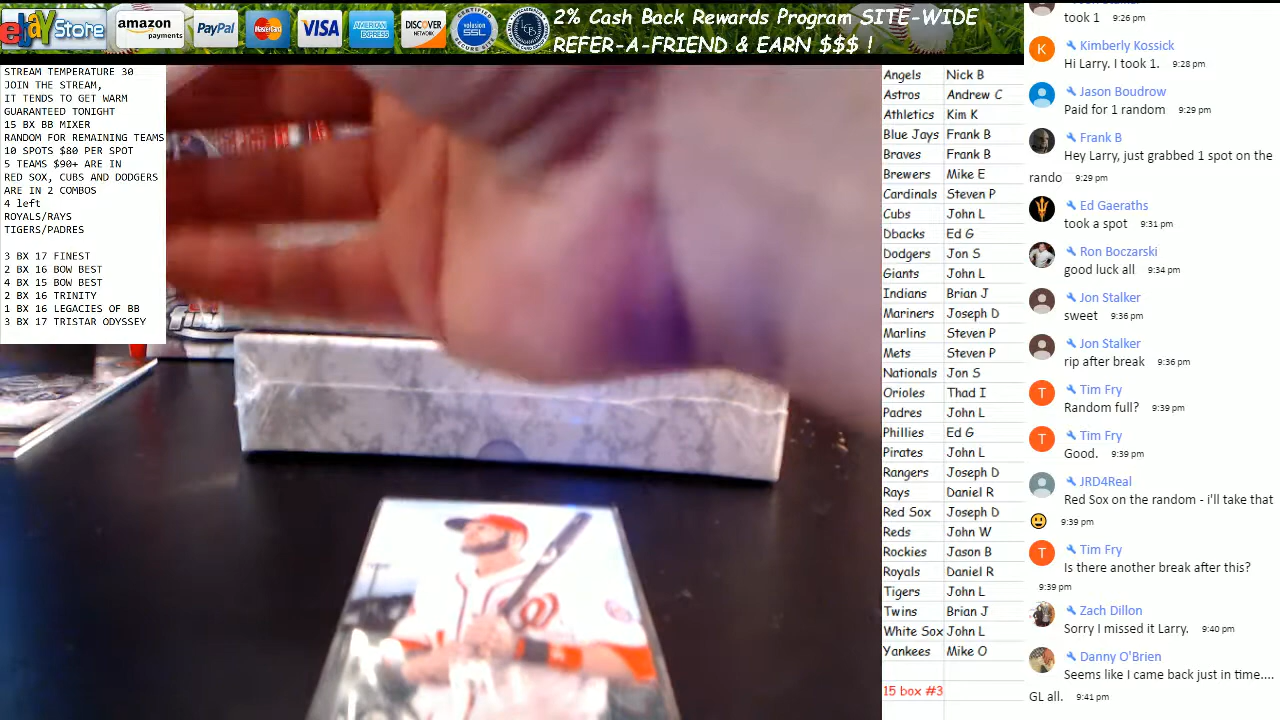 ebay Store
amazon payments
PayPal
MasterCard
VISA
AMERICAN EXPRESS
DISCOVER NETWORK
volusion SSL
2% Cash Back Rewards Program SITE-WIDE
REFER-A-FRIEND & EARN $$$ !
STREAM TEMPERATURE 30
JOIN THE STREAM,
IT TENDS TO GET WARM
GUARANTEED TONIGHT
15 BX BB MIXER
RANDOM FOR REMAINING TEAMS
10 SPOTS $80 PER SPOT
5 TEAMS $90+ ARE IN
RED SOX, CUBS AND DODGERS
ARE IN 2 COMBOS
4 left
ROYALS/RAYS
TIGERS/PADRES
3 BX 17 FINEST
2 BX 16 BOW BEST
4 BX 15 BOW BEST
2 BX 16 TRINITY
1 BX 16 LEGACIES OF BB
3 BX 17 TRISTAR ODYSSEY
Angels Nick B
Astros Andrew C
Athletics Kim K
Blue Jays Frank B
Braves Frank B
Brewers Mike E
Cardinals Steven P
Cubs John L
Dbacks Ed G
Dodgers Jon S
Giants John L
Indians Brian J
Mariners Joseph D
Marlins Steven P
Mets Steven P
Nationals Jon S
Orioles Thad I
Padres John L
Phillies Ed G
Pirates John L
Rangers Joseph D
Rays Daniel R
Red Sox Joseph D
Reds John W
Rockies Jason B
Royals Daniel R
Tigers John L
Twins Brian J
White Sox John L
Yankees Mike O
15 box #3
took 1 9:26 pm
K
Kimberly Kossick
Hi Larry. I took 1. 9:28 pm
Jason Boudrow
Paid for 1 random 9:29 pm
Frank B
Hey Larry, just grabbed 1 spot on the
rando 9:29 pm
Ed Gaeraths
took a spot 9:31 pm
Ron Boczarski
good luck all 9:34 pm
Jon Stalker
sweet 9:36 pm
Jon Stalker
rip after break 9:36 pm
T
Tim Fry
Random full? 9:39 pm
T
Tim Fry
Good. 9:39 pm
JRD4Real
Red Sox on the random - i'll take that
9:39 pm
T
Tim Fry
Is there another break after this?
9:39 pm
Zach Dillon
Sorry I missed it Larry. 9:40 pm
Danny O'Brien
Seems like I came back just in time....
GL all. 9:41 pm